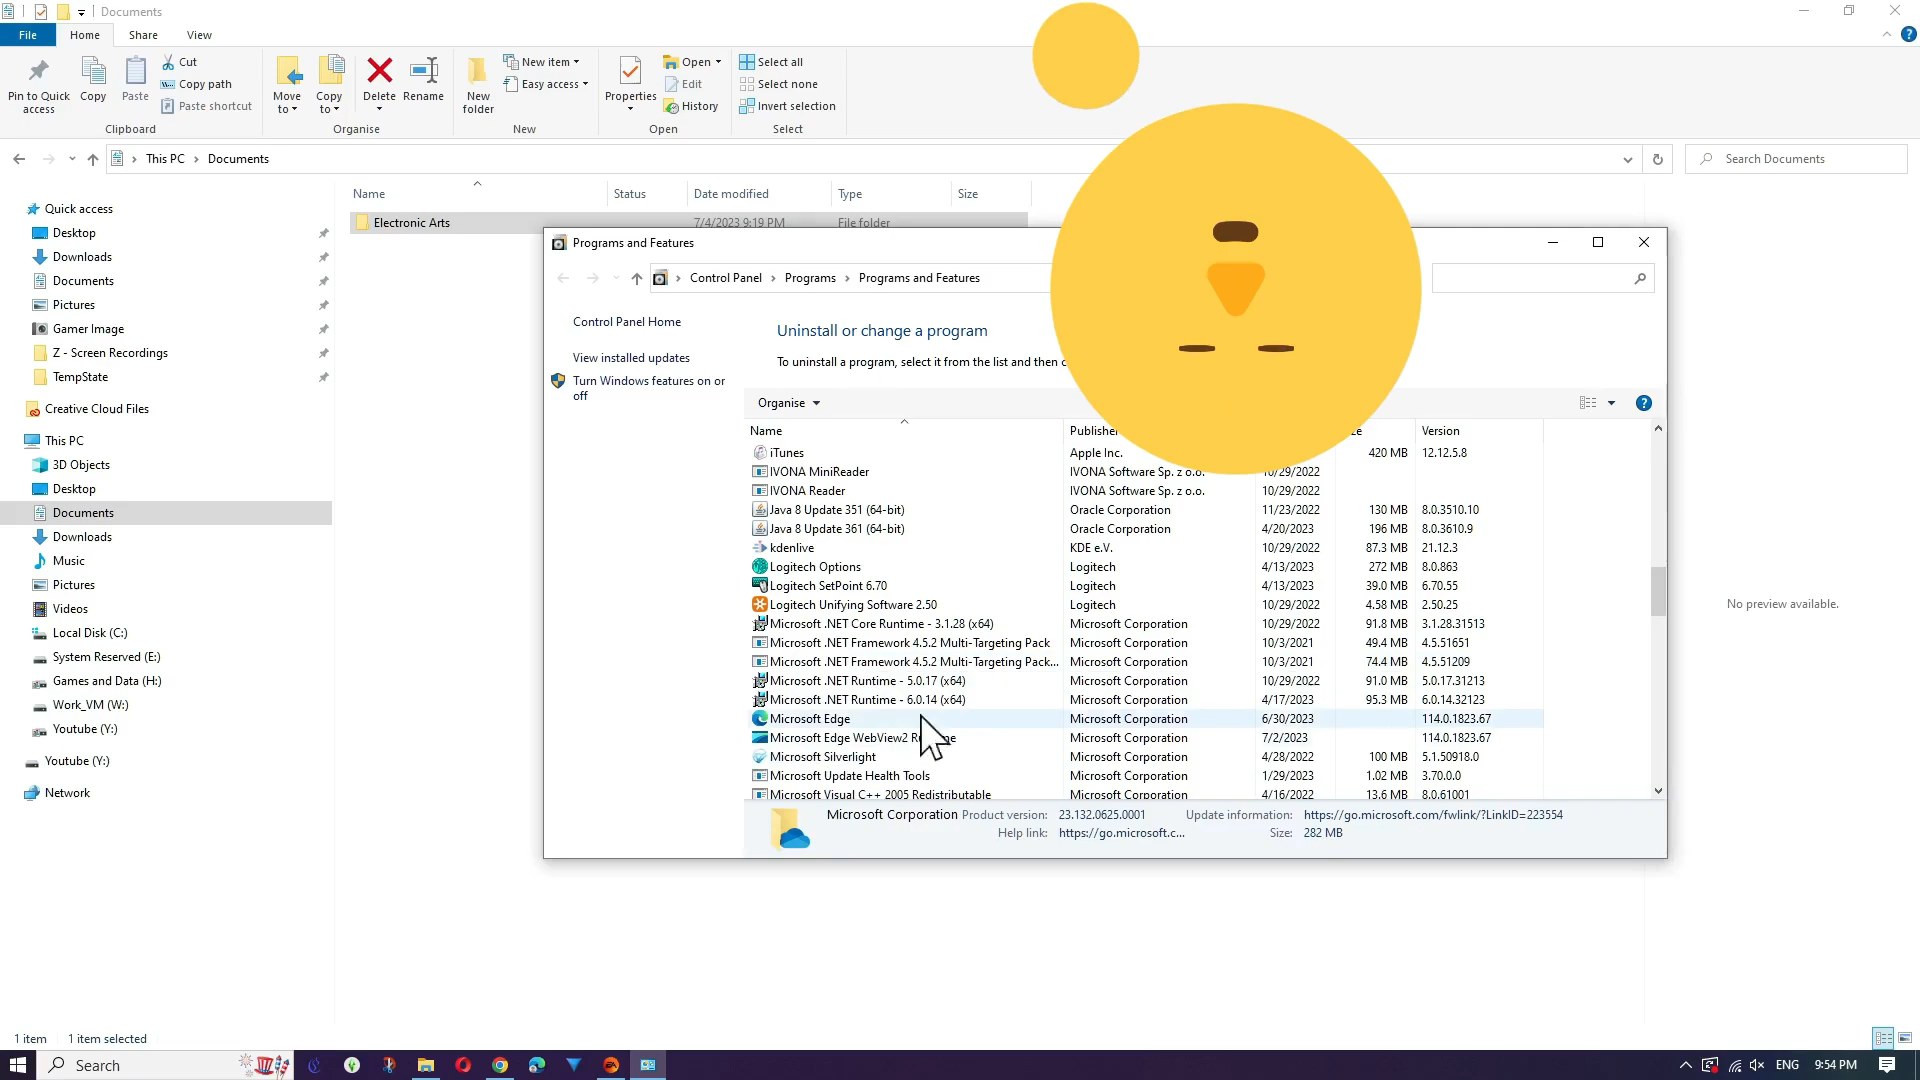 Documents
File
Home
Share
View
Pin to Quick access
Copy
Paste
Cut
Copy path
Paste shortcut
Clipboard
Move to
Copy to
Delete
Rename
Organise
New folder
New item
Easy access
New
Properties
Open
Edit
History
Open
Select all
Select none
Invert selection
Select
This PC > Documents
Search Documents
Name Status Date modified Type Size
Electronic Arts 7/4/2023 9:19 PM File folder
Quick access
Desktop
Downloads
Documents
Pictures
Gamer Image
Z - Screen Recordings
TempState
Creative Cloud Files
This PC
3D Objects
Desktop
Documents
Downloads
Music
Pictures
Videos
Local Disk (C:)
System Reserved (E:)
Games and Data (H:)
Work_VM (W:)
Youtube (Y:)
Youtube (Y:)
Network
Programs and Features
Control Panel > Programs > Programs and Features
Control Panel Home
View installed updates
Turn Windows features on or
off
Uninstall or change a program
To uninstall a program, select it from the list and then
Organise
Name Version
iTunes Apple Inc. 420 MB 12.12.5.8
IVONA MiniReader IVONA Software Sp. z o.o. 10/29/2022
IVONA Reader IVONA Software Sp. z o.o. 10/29/2022
Java 8 Update 351 (64-bit) Oracle Corporation 11/23/2022 130 MB 8.0.3510.10
Java 8 Update 361 (64-bit) Oracle Corporation 4/20/2023 196 MB 8.0.3610.9
kdenlive KDE e.V. 10/29/2022 87.3 MB 21.12.3
Logitech Options Logitech 4/13/2023 272 MB 8.0.863
Logitech SetPoint 6.70 Logitech 4/13/2023 39.0 MB 6.70.55
Logitech Unifying Software 2.50 Logitech 10/29/2022 4.58 MB 2.50.25
Microsoft .NET Core Runtime - 3.1.28 (x64) Microsoft Corporation 10/29/2022 91.8 MB 3.1.28.31513
Microsoft .NET Framework 4.5.2 Multi-Targeting Pack Microsoft Corporation 10/3/2021 49.4 MB 4.5.51651
Microsoft .NET Framework 4.5.2 Multi-Targeting Pack... Microsoft Corporation 10/3/2021 74.4 MB 4.5.51209
Microsoft .NET Runtime - 5.0.17 (x64) Microsoft Corporation 10/29/2022 91.0 MB 5.0.17.31213
Microsoft .NET Runtime - 6.0.14 (x64) Microsoft Corporation 4/17/2023 95.3 MB 6.0.14.32123
Microsoft Edge Microsoft Corporation 6/30/2023 114.0.1823.67
Microsoft Edge WebView2 Microsoft Corporation 7/2/2023 114.0.1823.67
Microsoft Silverlight Microsoft Corporation 4/28/2022 100 MB 5.1.50918.0
Microsoft Update Health Tools Microsoft Corporation 1/29/2023 1.02 MB 3.70.0.0
Microsoft Visual C++ 2005 Redistributable Microsoft Corporation 4/16/2022 13.6 MB 8.0.61001
Microsoft Corporation Product version: 23.132.0625.0001 Update information: https://go.microsoft.com/fwlink/?LinkID=223554
Help link: https://go.microsoft.c... Size: 282 MB
No preview available.
1 item 1 item selected
Search
ENG 9:54 PM